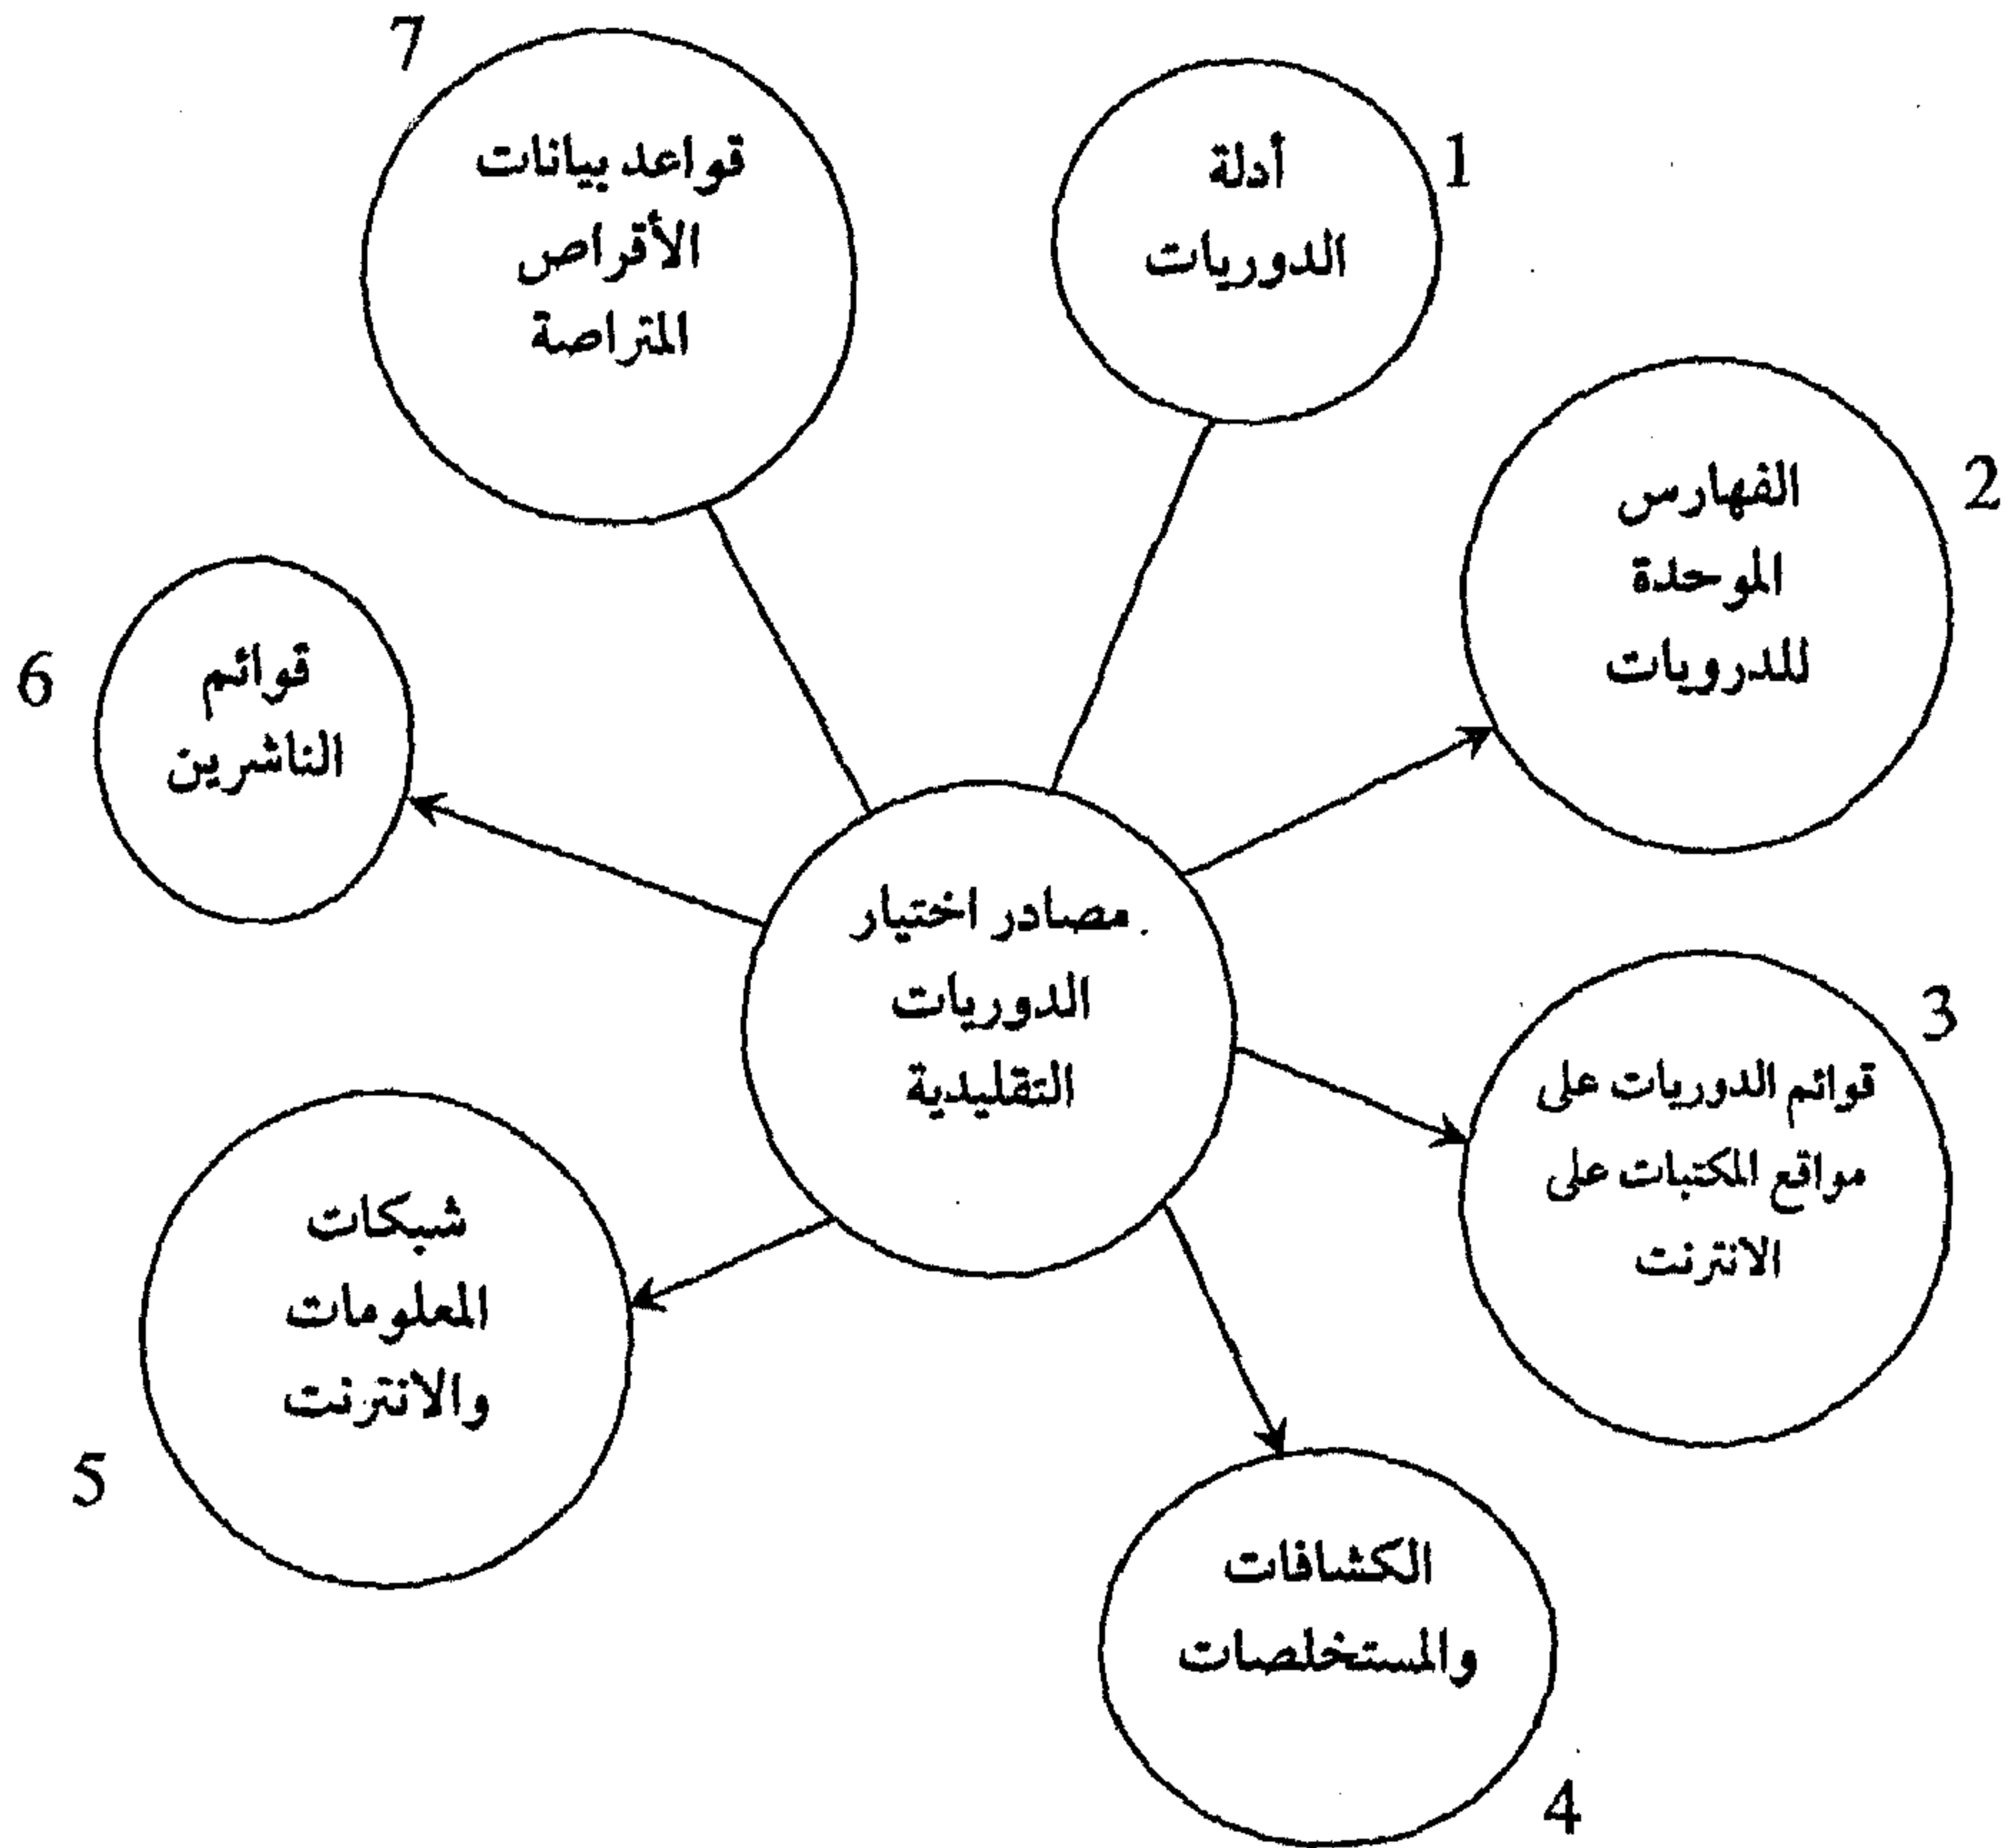 7
قواعد بيانات
الأقراص
المتراصة
1
أدلة
الدوريات
2
الفهارس
الموحدة
للدرويات
6
قوائم
الناشرين
مصادر اختيار
الدوريات
التقليدية
3
قوائم الدوريات على
مواقع المكتبات على
الانترنت
5
شبكات
المعلومات
والانترنت
4
الكشافات
والمستخلصات